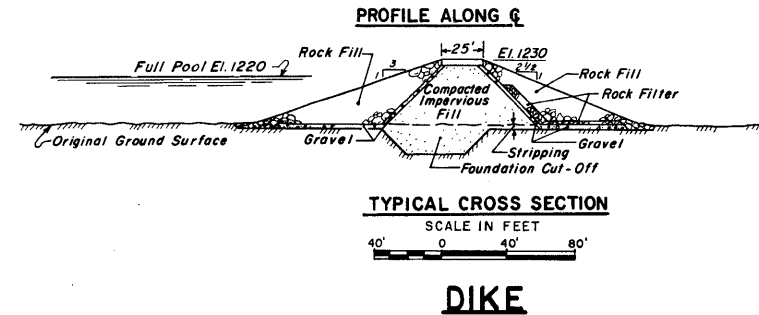 PROFILE ALONG ℄
Full Pool El. 1220
Rock Fill
1
3
25'
El. 1230
2 1/2
1
Rock Fill
Rock Filter
Compacted
Impervious
Fill
Original Ground Surface
Gravel
Gravel
Stripping
Foundation Cut-Off
TYPICAL CROSS SECTION
SCALE IN FEET
40' 0 40' 80'
DIKE